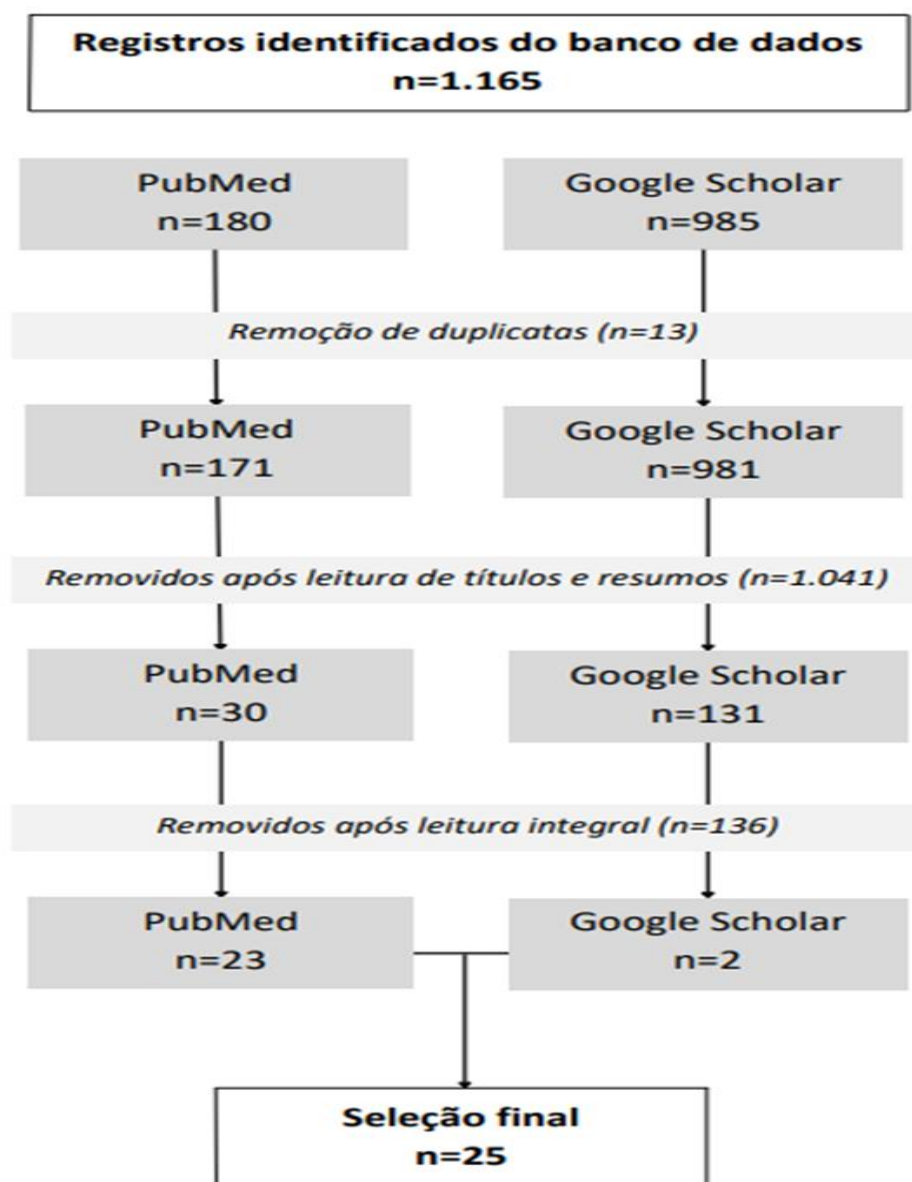 Registros identificados do banco de dados
n=1.165
PubMed
n=180
Google Scholar
n=985
Remoção de duplicatas (n=13)
PubMed
n=171
Google Scholar
n=981
Removidos após leitura de títulos e resumos (n=1.041)
PubMed
n=30
Google Scholar
n=131
Removidos após leitura integral (n=136)
PubMed
n=23
Google Scholar
n=2
Seleção final
n=25